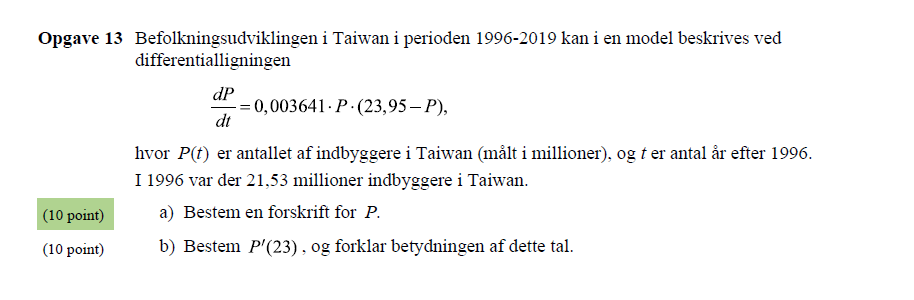 Opgave 13 Befolkningsudviklingen i Taiwan i perioden 1996-2019 kan i en model beskrives ved
differentialligningen
dP/dt = 0,003641 · P · (23,95 – P),
hvor P(t) er antallet af indbyggere i Taiwan (målt i millioner), og t er antal år efter 1996.
I 1996 var der 21,53 millioner indbyggere i Taiwan.
(10 point) a) Bestem en forskrift for P.
(10 point) b) Bestem P′(23) , og forklar betydningen af dette tal.